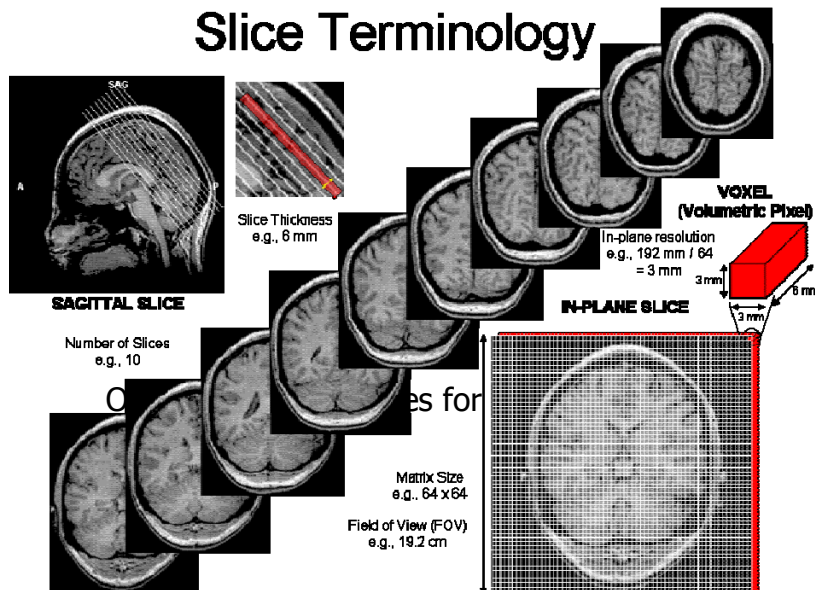 Slice Terminology
SAG
A
P
Slice Thickness
e.g., 6 mm
VOXEL
(Volumetric Pixel)
In-plane resolution
e.g., 192 mm / 64
= 3 mm
3 mm
6 mm
3 mm
SAGITTAL SLICE
IN-PLANE SLICE
Number of Slices
e.g., 10
es for
Matrix Size
e.g., 64 x 64
Field of View (FOV)
e.g., 19.2 cm